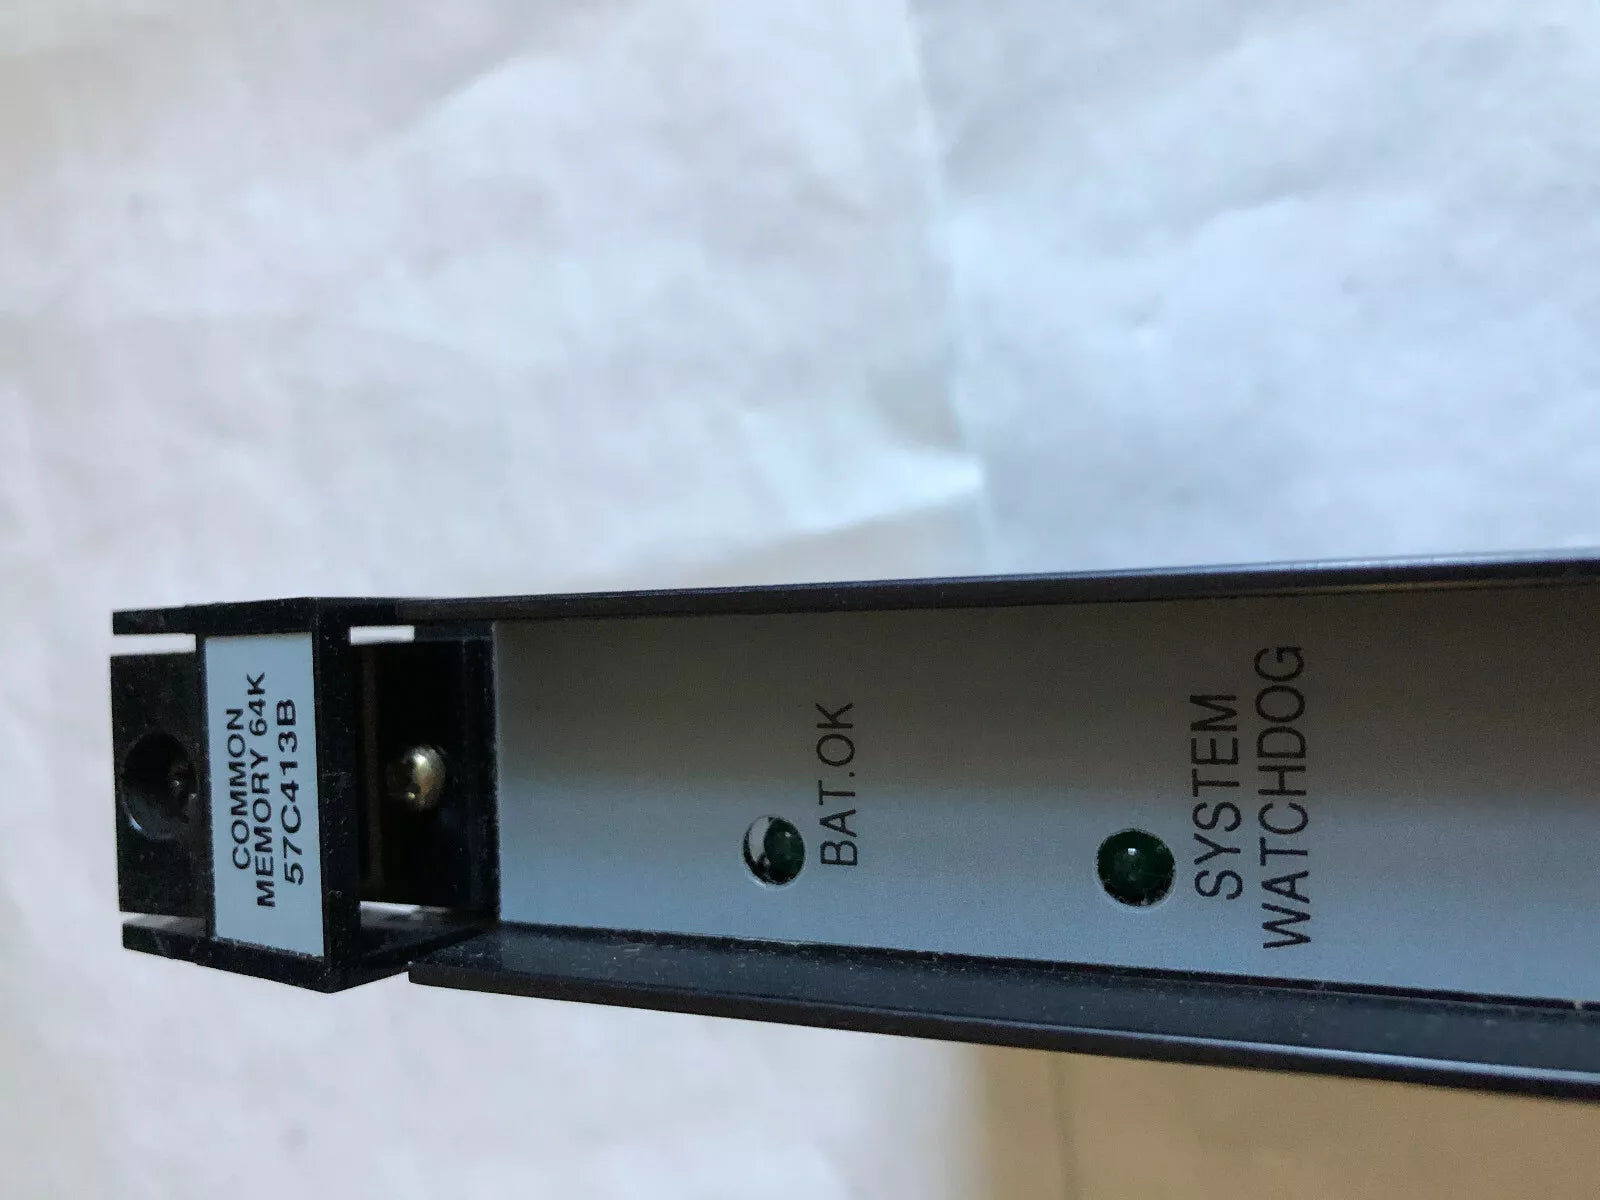 COMMON
MEMORY 64K
57C413B
BAT.OK
SYSTEM
WATCHDOG